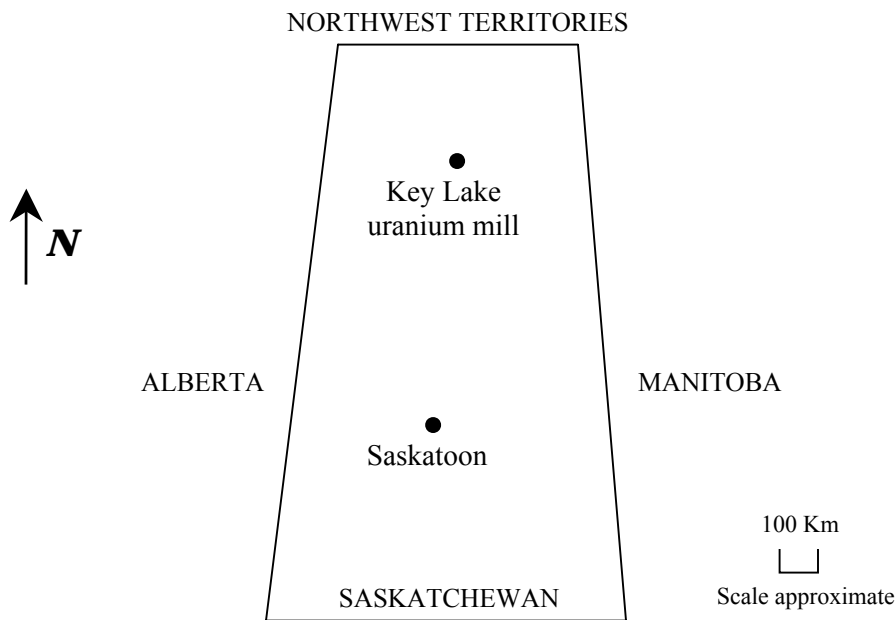 NORTHWEST TERRITORIES
Key Lake
uranium mill
N
ALBERTA
MANITOBA
Saskatoon
100 Km
SASKATCHEWAN
Scale approximate